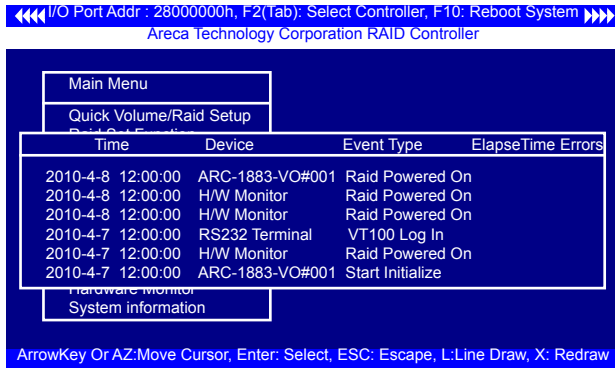 I/O Port Addr : 28000000h, F2(Tab): Select Controller, F10: Reboot System
Areca Technology Corporation RAID Controller
Main Menu
Quick Volume/Raid Setup
Raid Set Function
Time Device Event Type ElapseTime Errors
2010-4-8 12:00:00 ARC-1883-VO#001 Raid Powered On
2010-4-8 12:00:00 H/W Monitor Raid Powered On
2010-4-8 12:00:00 H/W Monitor Raid Powered On
2010-4-7 12:00:00 RS232 Terminal VT100 Log In
2010-4-7 12:00:00 H/W Monitor Raid Powered On
2010-4-7 12:00:00 ARC-1883-VO#001 Start Initialize
Hardware Monitor
System information
ArrowKey Or AZ:Move Cursor, Enter: Select, ESC: Escape, L:Line Draw, X: Redraw